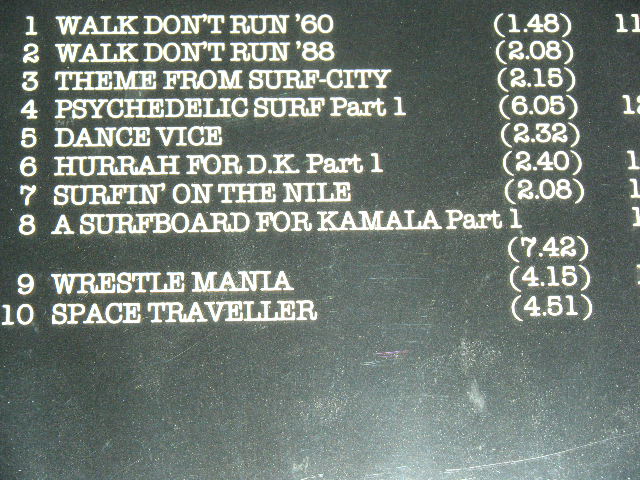 1 WALK DON'T RUN '60 (1.48) 11
2 WALK DON'T RUN '88 (2.08)
3 THEME FROM SURF-CITY (2.15)
4 PSYCHEDELIC SURF Part 1 (6.05)
5 DANCE VICE (2.32)
6 HURRAH FOR D.K. Part 1 (2.40)
7 SURFIN' ON THE NILE (2.08)
8 A SURFBOARD FOR KAMALA Part 1
(7.42)
9 WRESTLE MANIA (4.15)
10 SPACE TRAVELLER (4.51)